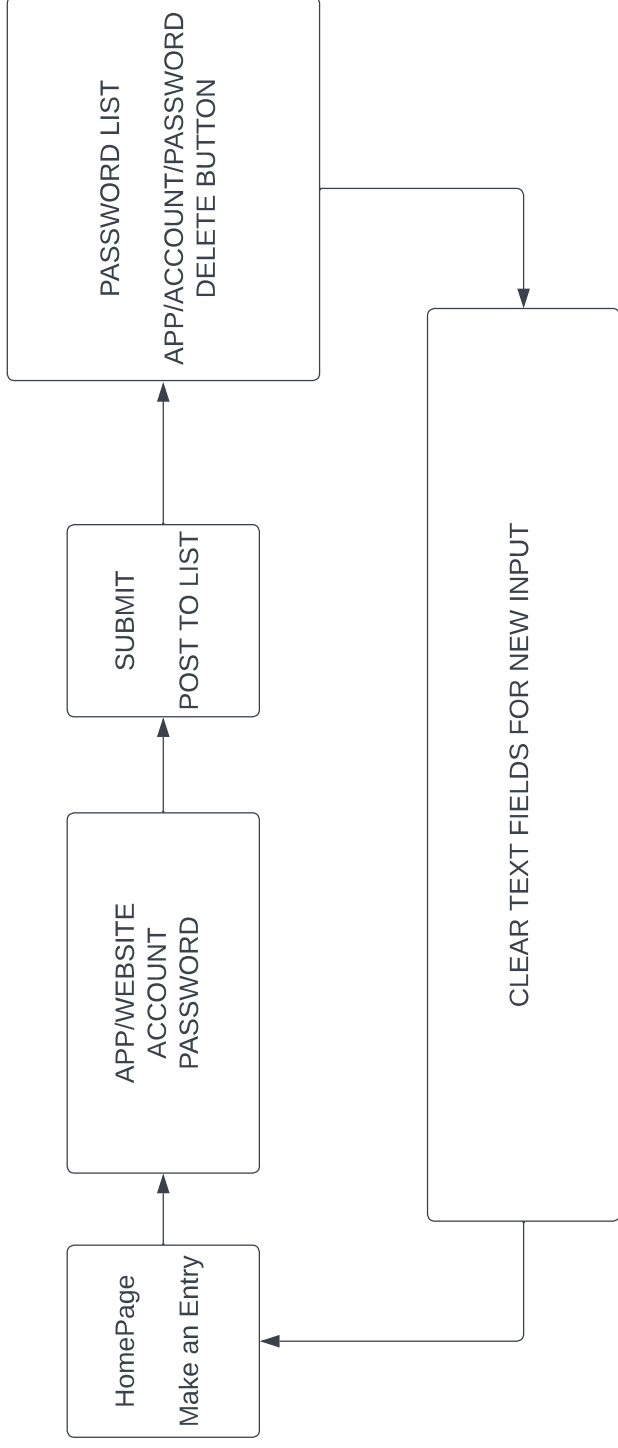 HomePage
Make an Entry
APP/WEBSITE
ACCOUNT
PASSWORD
SUBMIT
POST TO LIST
PASSWORD LIST
APP/ACCOUNT/PASSWORD
DELETE BUTTON
CLEAR TEXT FIELDS FOR NEW INPUT